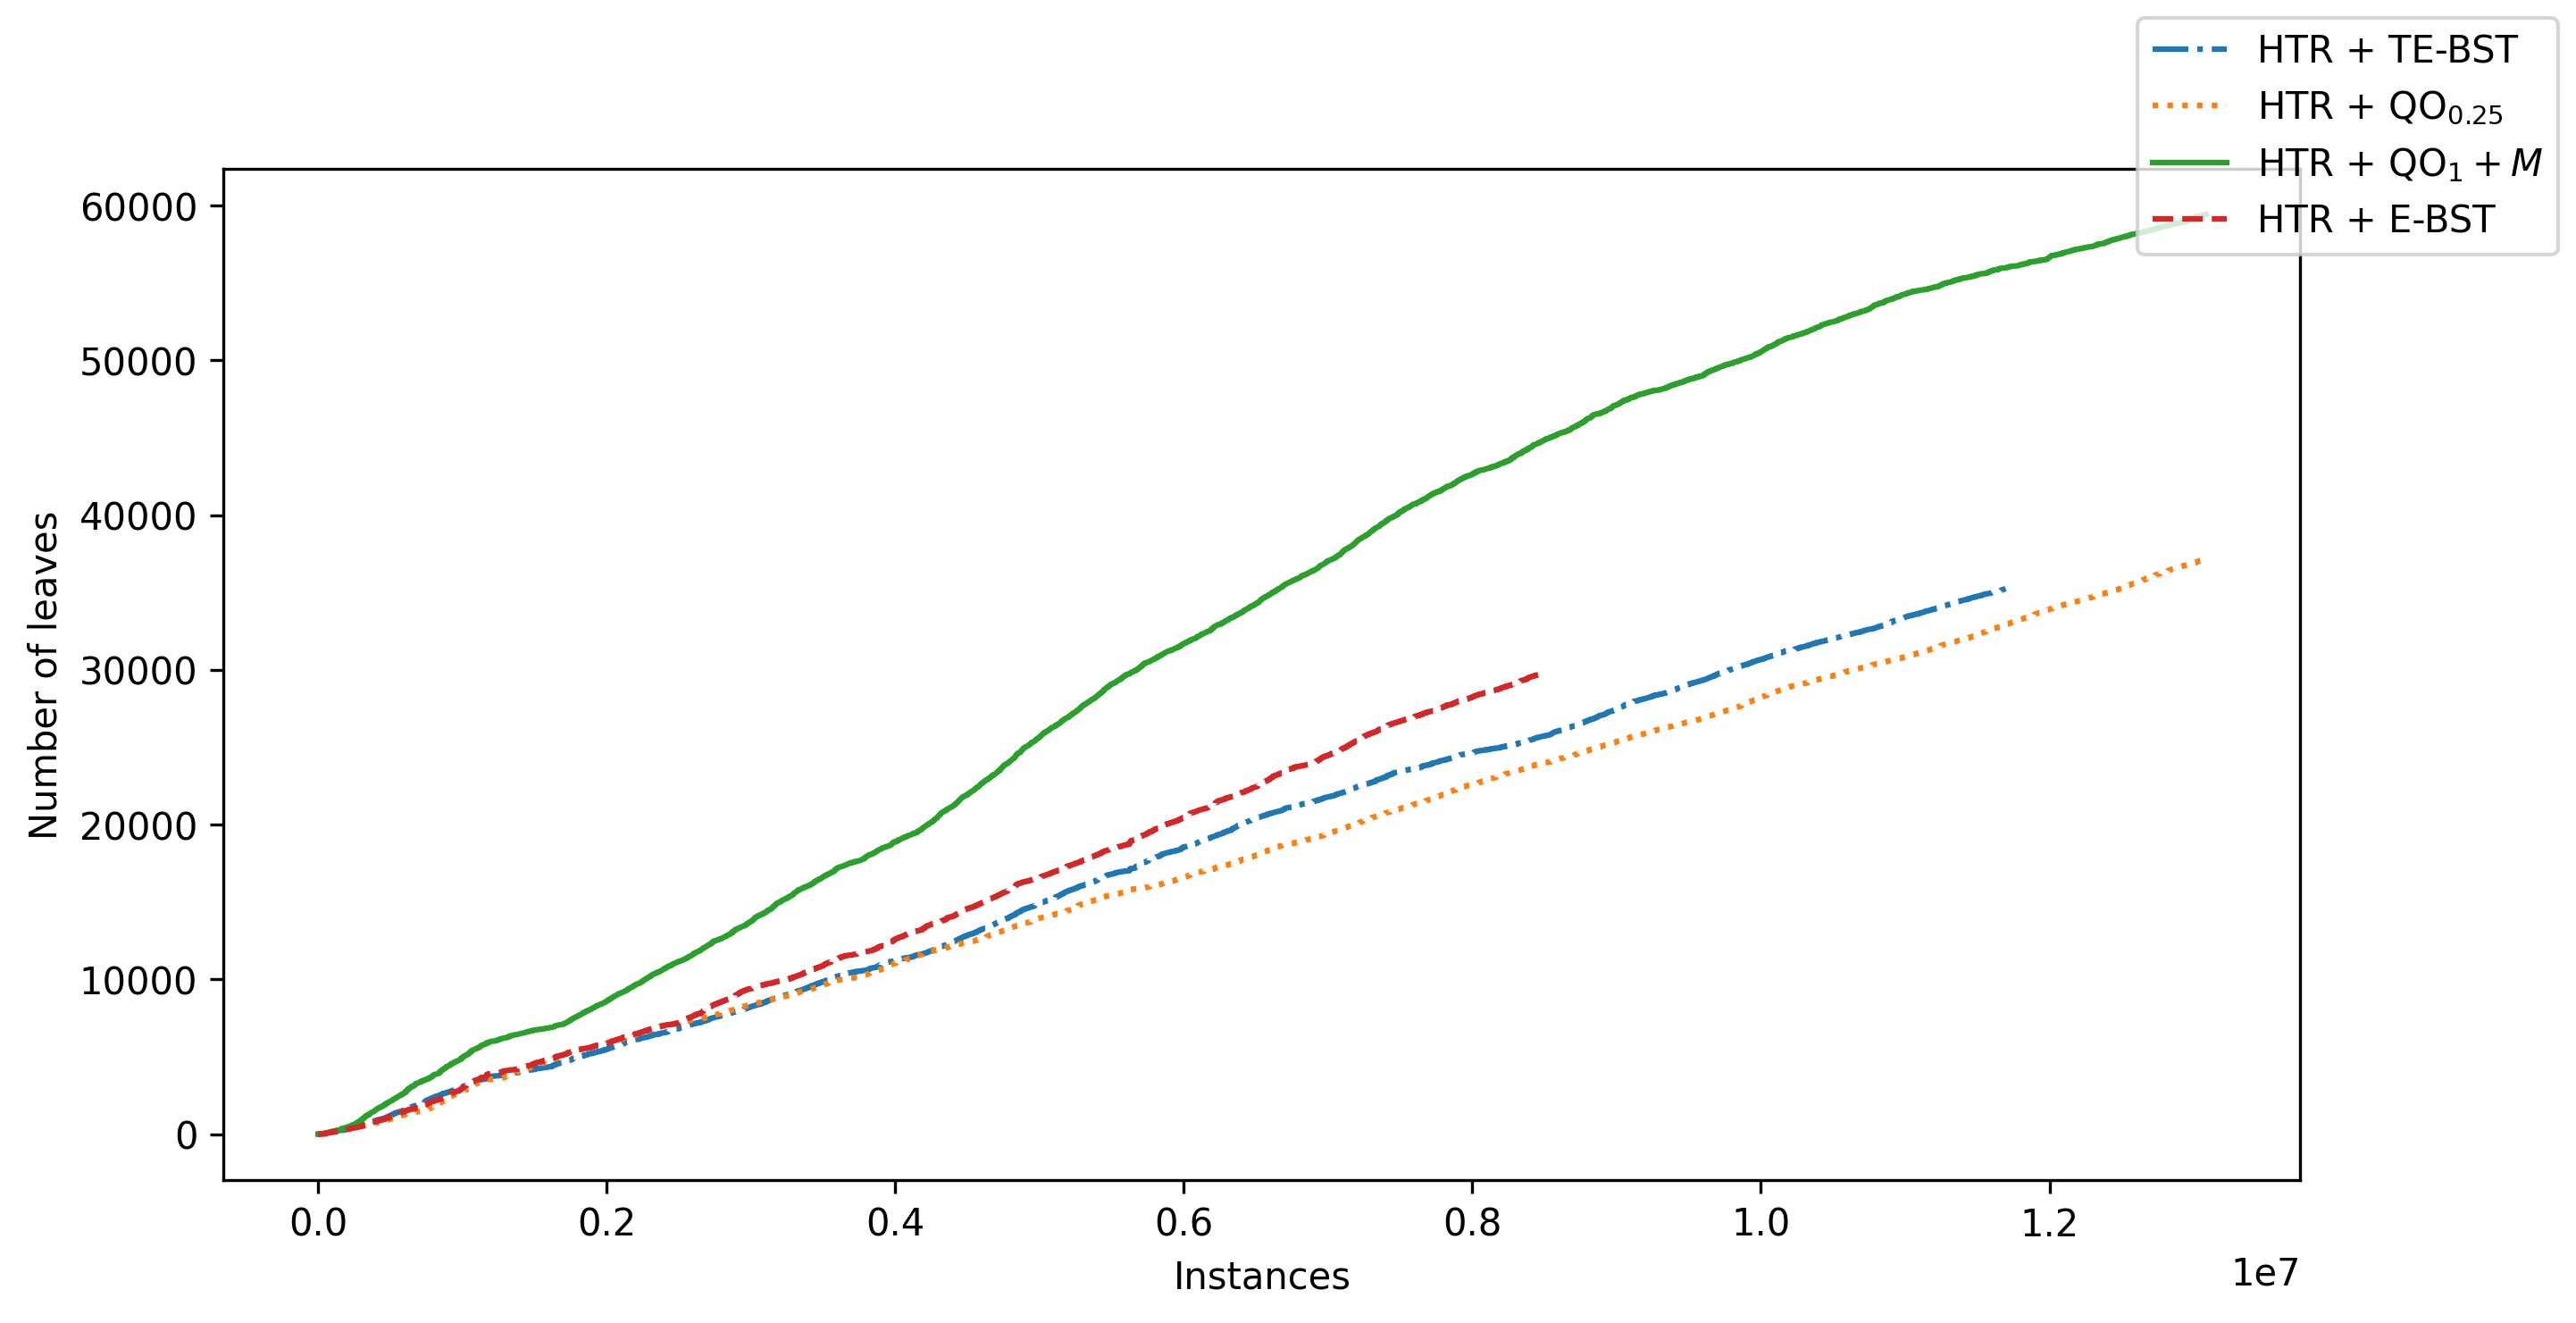 HTR + TE-BST
HTR + QO0.25
HTR + QO1 + M
HTR + E-BST
60000
50000
40000
30000
20000
10000
0
Number of leaves
0.0 0.2 0.4 0.6 0.8 1.0 1.2
Instances
1e7